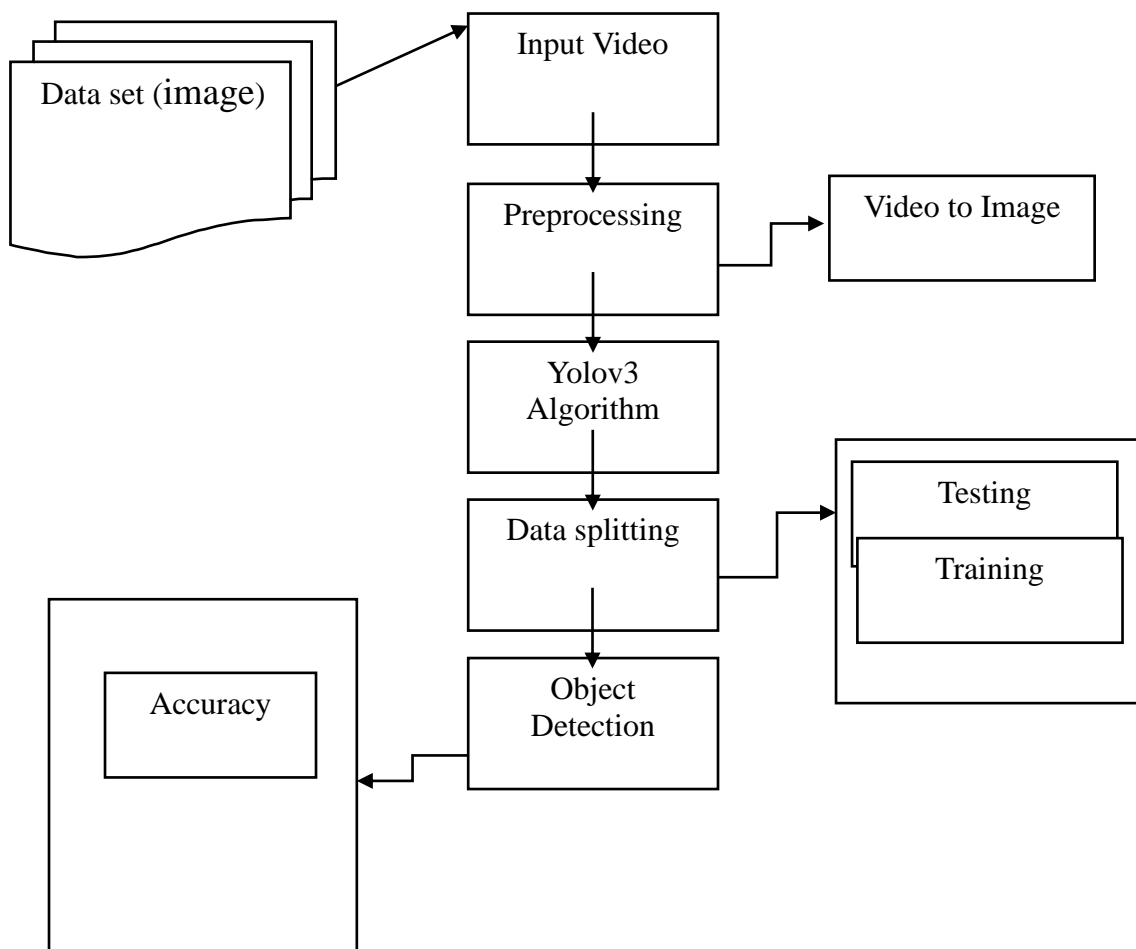 Input Video
Data set (image)
Preprocessing
Video to Image
Yolov3
Algorithm
Testing
Data splitting
Training
Object
Detection
Accuracy